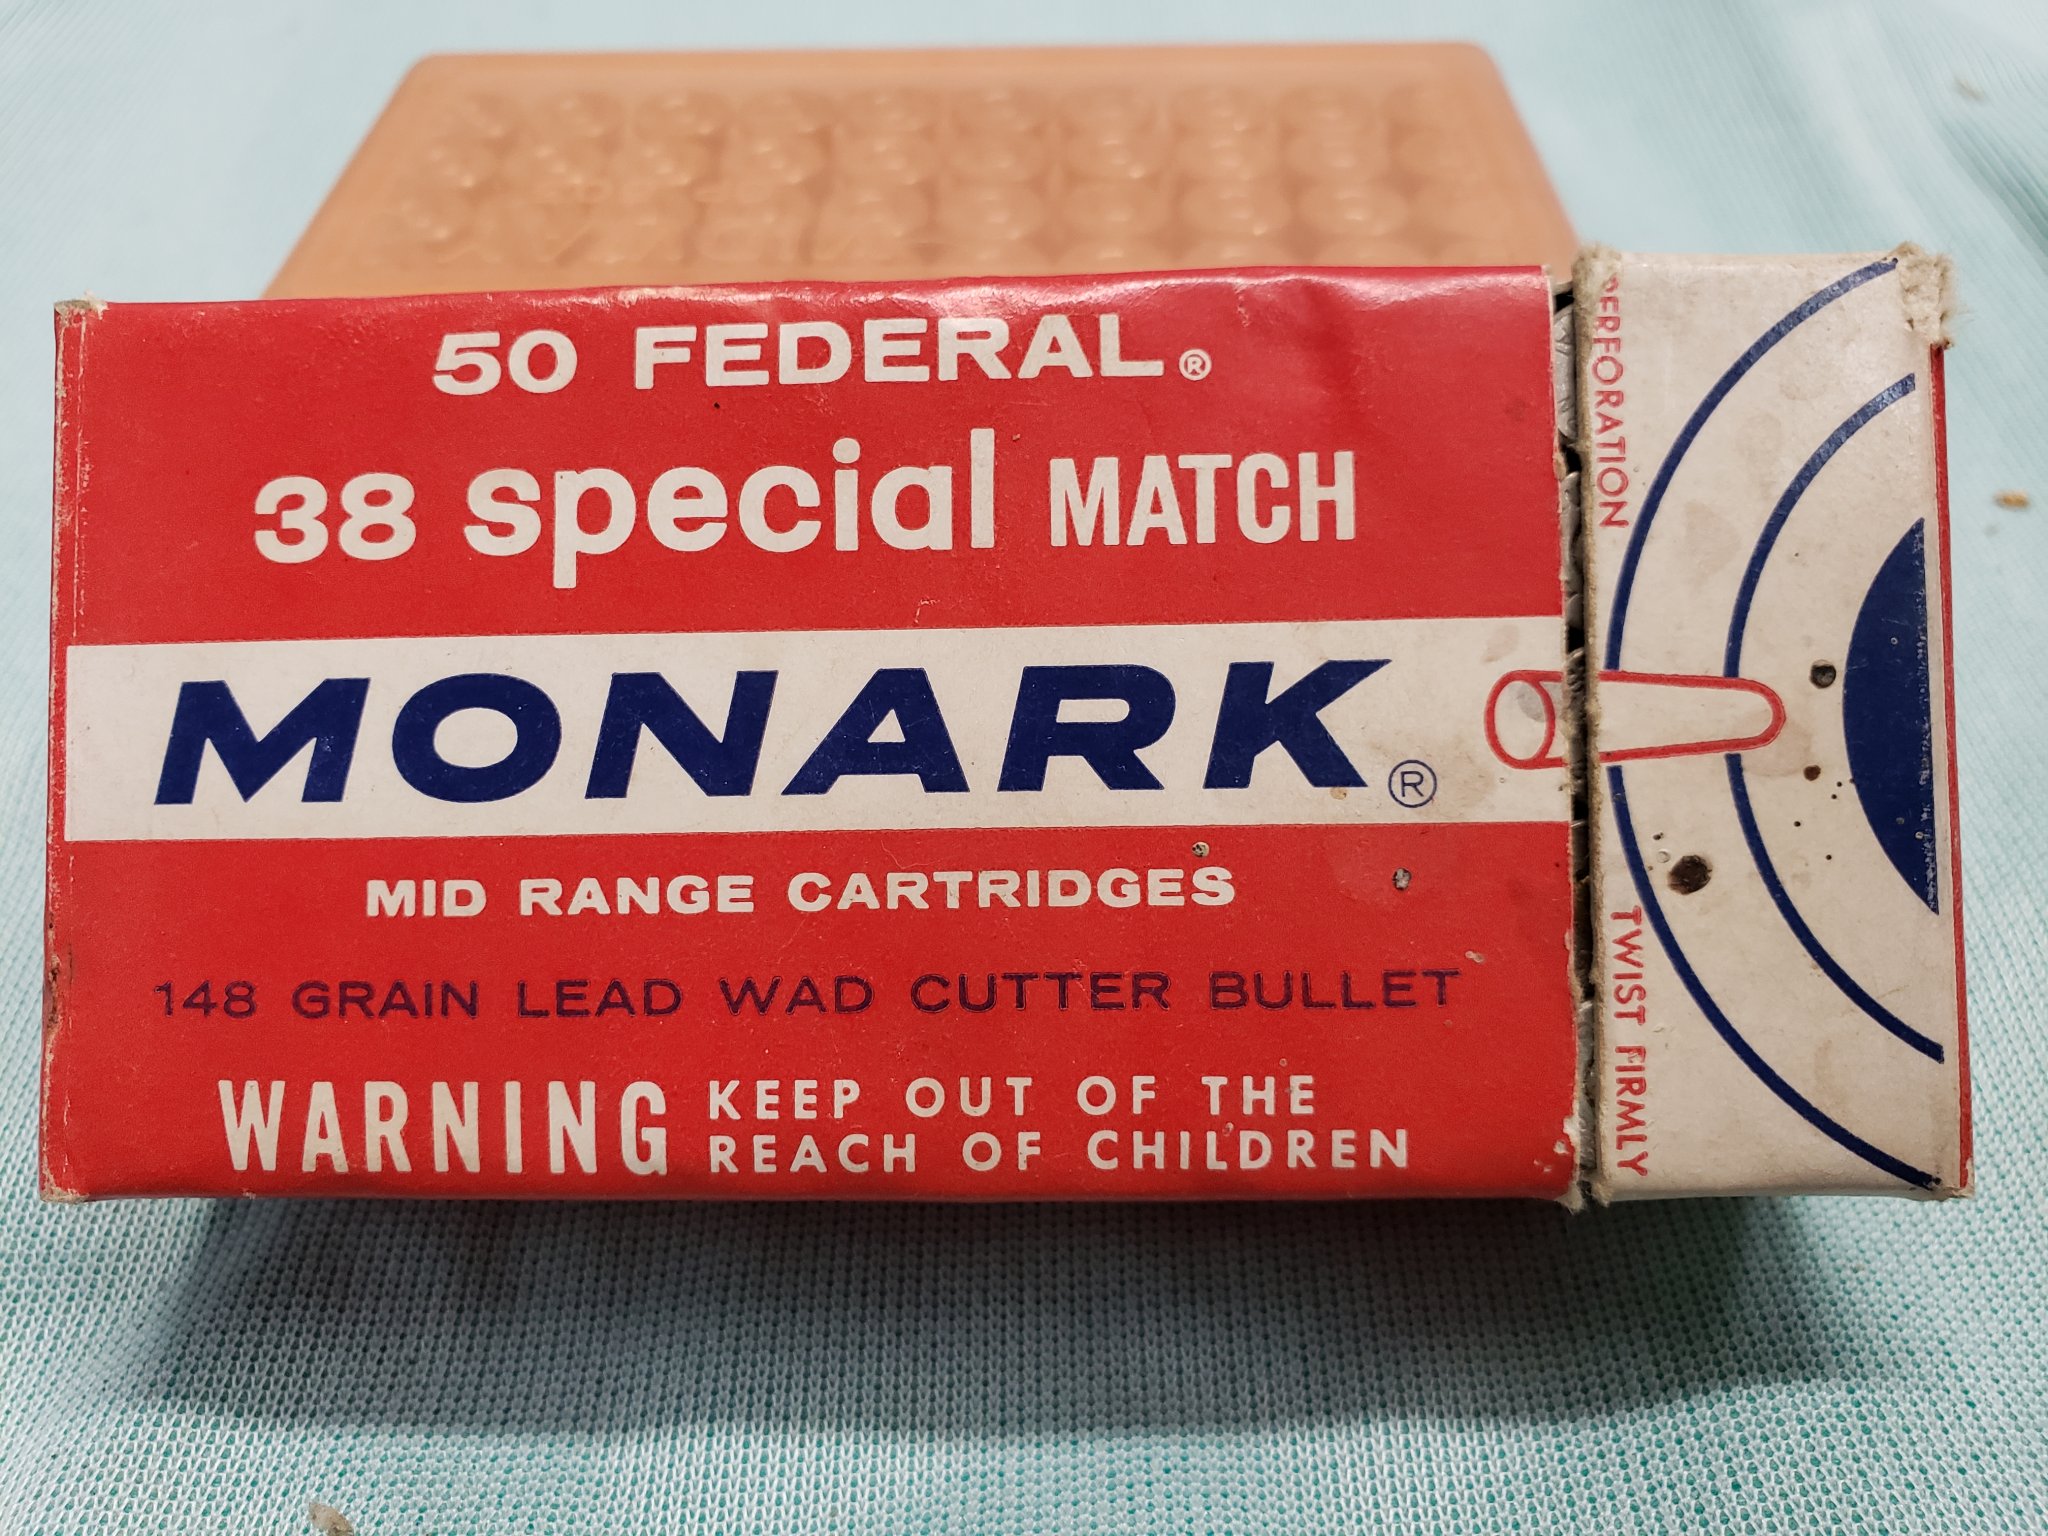 50 FEDERAL®
38 special MATCH
MONARK®
MID RANGE CARTRIDGES
148 GRAIN LEAD WAD CUTTER BULLET
WARNING KEEP OUT OF THE
REACH OF CHILDREN
PERFORATION
TWIST FIRMLY